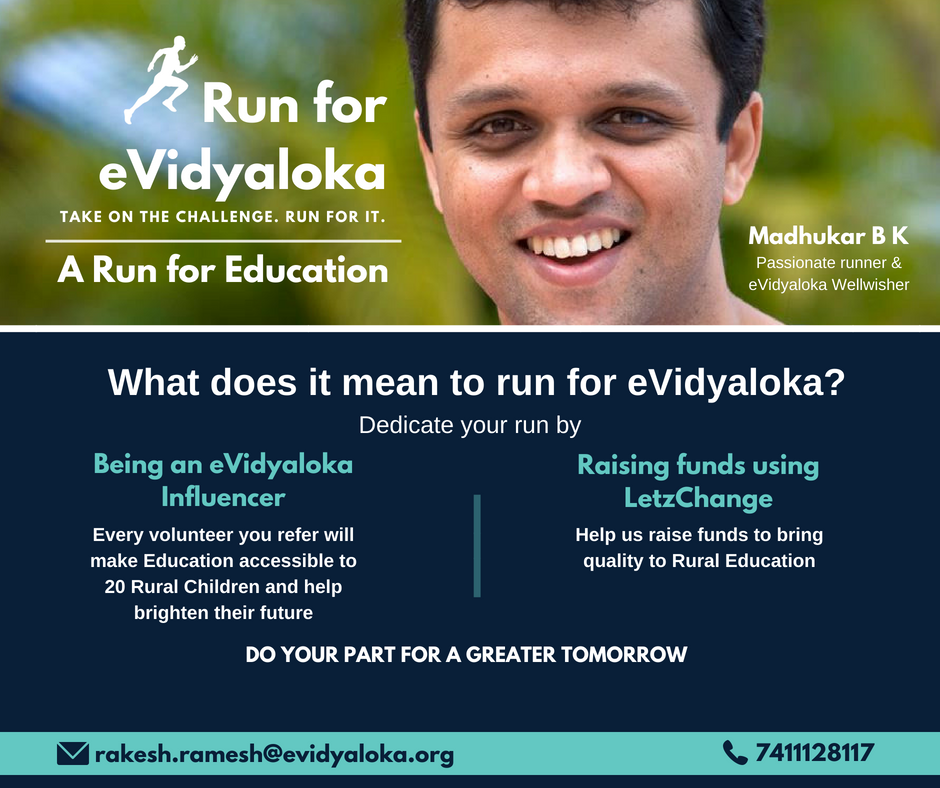 Run for
eVidyaloka
TAKE ON THE CHALLENGE. RUN FOR IT.
A Run for Education
Madhukar B K
Passionate runner &
eVidyaloka Wellwisher
What does it mean to run for eVidyaloka?
Dedicate your run by
Being an eVidyaloka
Influencer
Every volunteer you refer will
make Education accessible to
20 Rural Children and help
brighten their future
Raising funds using
LetzChange
Help us raise funds to bring
quality to Rural Education
DO YOUR PART FOR A GREATER TOMORROW
rakesh.ramesh@evidyaloka.org
7411128117